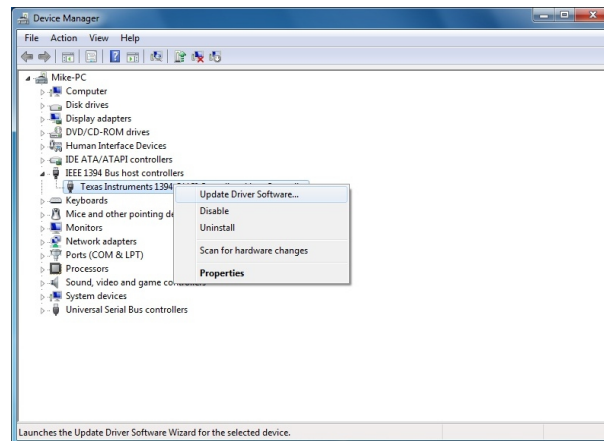 Device Manager
File Action View Help
Mike-PC
Computer
Disk drives
Display adapters
DVD/CD-ROM drives
Human Interface Devices
IDE ATA/ATAPI controllers
IEEE 1394 Bus host controllers
Texas Instruments 1394
Update Driver Software...
Keyboards
Disable
Mice and other pointing de
Monitors
Uninstall
Network adapters
Ports (COM & LPT)
Scan for hardware changes
Processors
Properties
Sound, video and game
System devices
Universal Serial Bus controllers
Launches the Update Driver Software Wizard for the selected device.